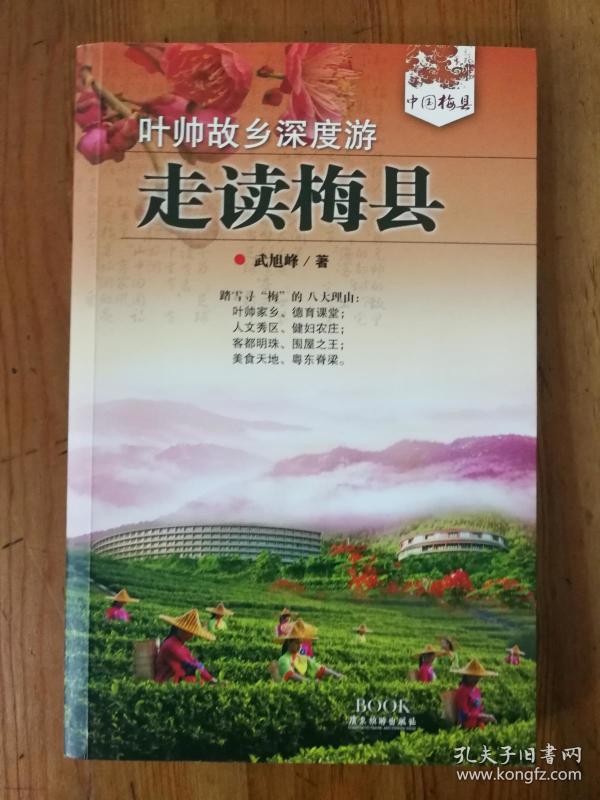 中国梅县
叶帅故乡深度游
走读梅县
武旭峰/著
踏雪寻“梅”的八大理由:
叶帅家乡、德育课堂;
人文秀区、健妇农庄;
客都明珠、围屋之王;
美食天地、粤东脊梁。
BOOK
广东旅游出版社
孔夫子旧书网
www.kongfz.com